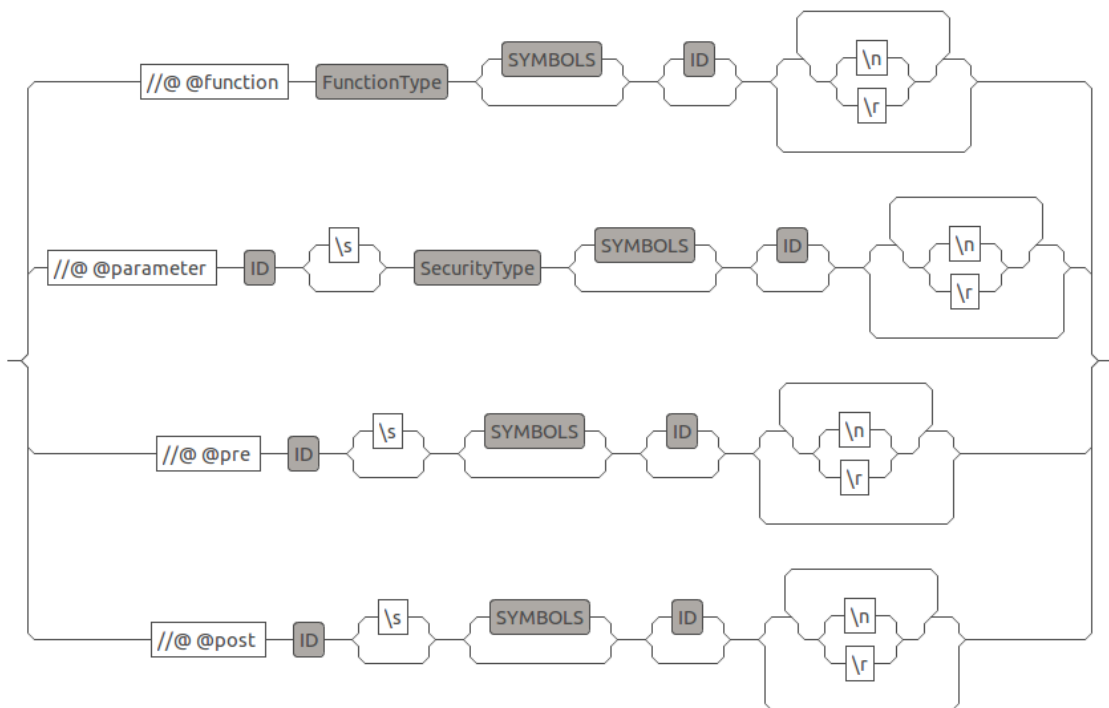 SYMBOLS ID \n
//@ @function FunctionType
\r
\s SYMBOLS ID \n
//@ @parameter ID SecurityType
\r
\s SYMBOLS ID \n
//@ @pre ID
\r
\s SYMBOLS ID \n
//@ @post ID
\r